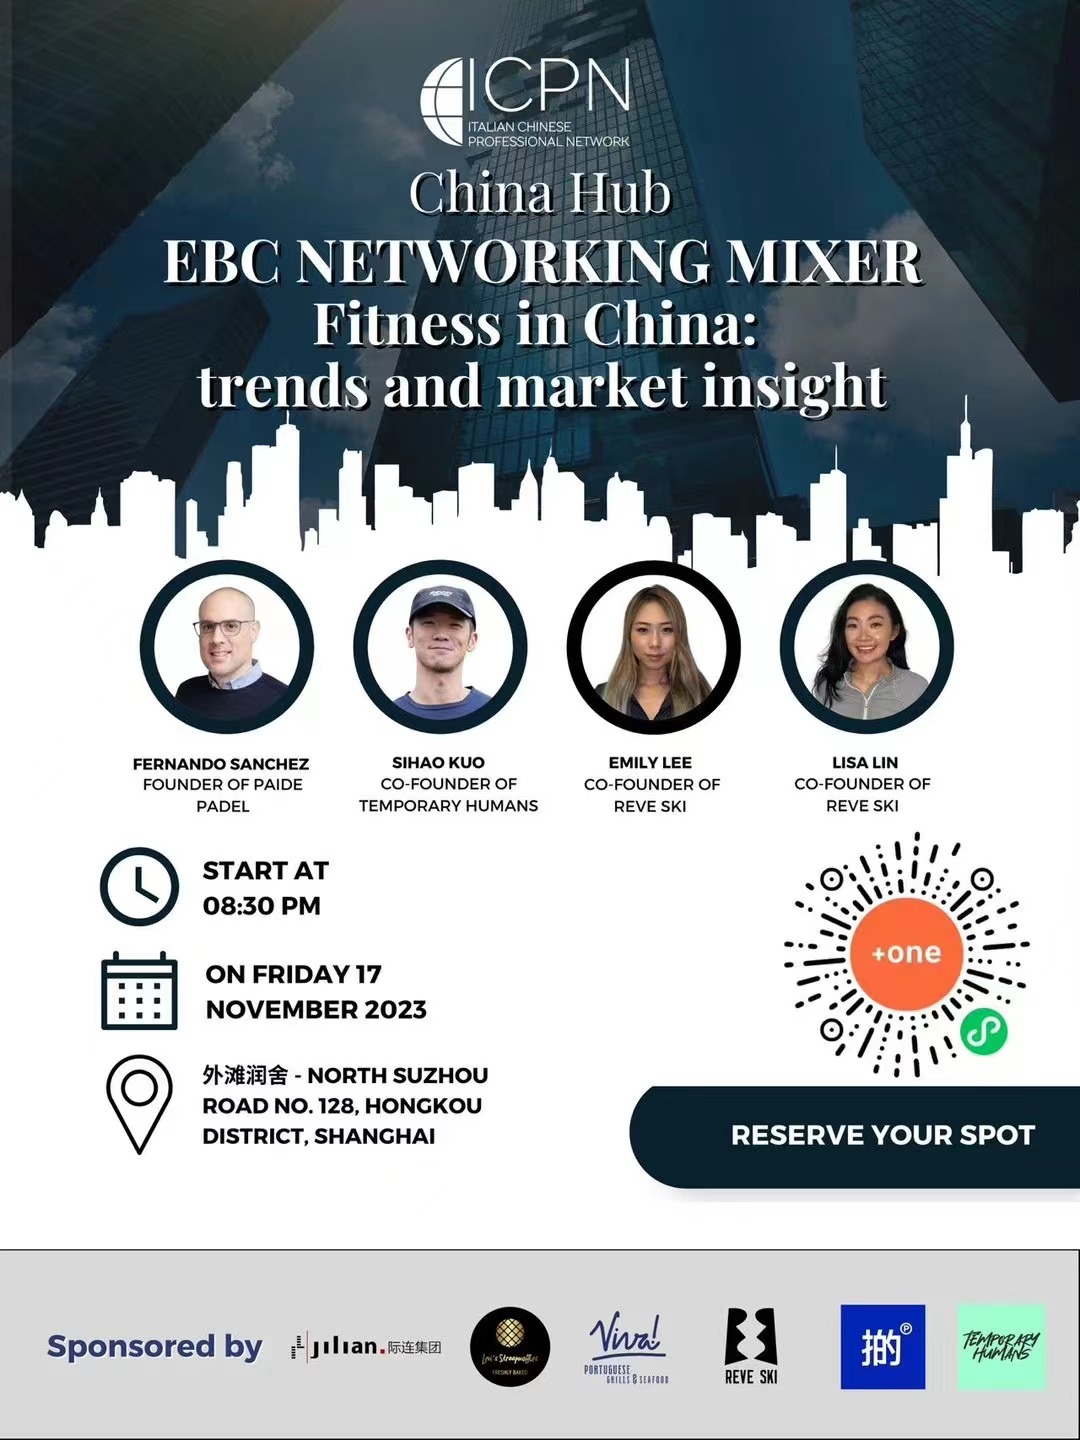 ICPN
ITALIAN CHINESE
PROFESSIONAL NETWORK
China Hub
EBC NETWORKING MIXER
Fitness in China:
trends and market insight
FERNANDO SANCHEZ
FOUNDER OF PAIDE
PADEL
SIHAO KUO
CO-FOUNDER OF
TEMPORARY HUMANS
EMILY LEE
CO-FOUNDER OF
REVE SKI
LISA LIN
CO-FOUNDER OF
REVE SKI
START AT
08:30 PM
ON FRIDAY 17
NOVEMBER 2023
外滩润舍 - NORTH SUZHOU
ROAD NO. 128, HONGKOU
DISTRICT, SHANGHAI
+one
RESERVE YOUR SPOT
Sponsored by
jılıan.际连集团
FRESHLY BAKED
Viva!
PORTUGUESE
GRILLS & SEAFOOD
REVE SKI
P
TEMPORARY
HUMANS